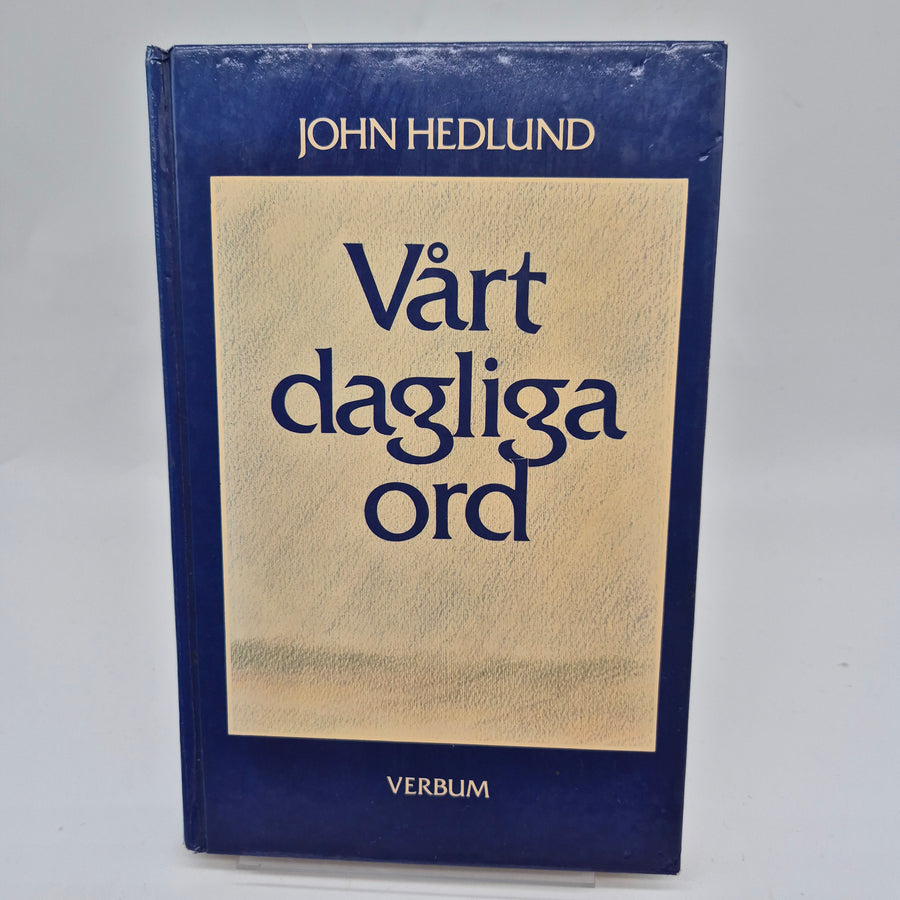 JOHN HEDLUND
Vårt
dagliga
ord
VERBUM